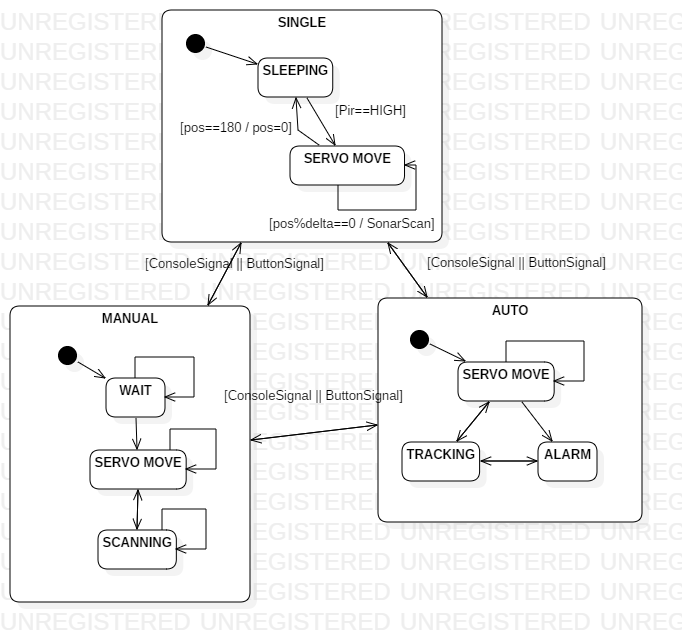 SINGLE
SLEEPING
[Pir==HIGH]
[pos==180 / pos=0]
SERVO MOVE
[pos%delta==0 / SonarScan]
[ConsoleSignal || ButtonSignal]
[ConsoleSignal || ButtonSignal]
MANUAL
WAIT
SERVO MOVE
SCANNING
[ConsoleSignal || ButtonSignal]
AUTO
SERVO MOVE
TRACKING
ALARM
UNREGISTERED